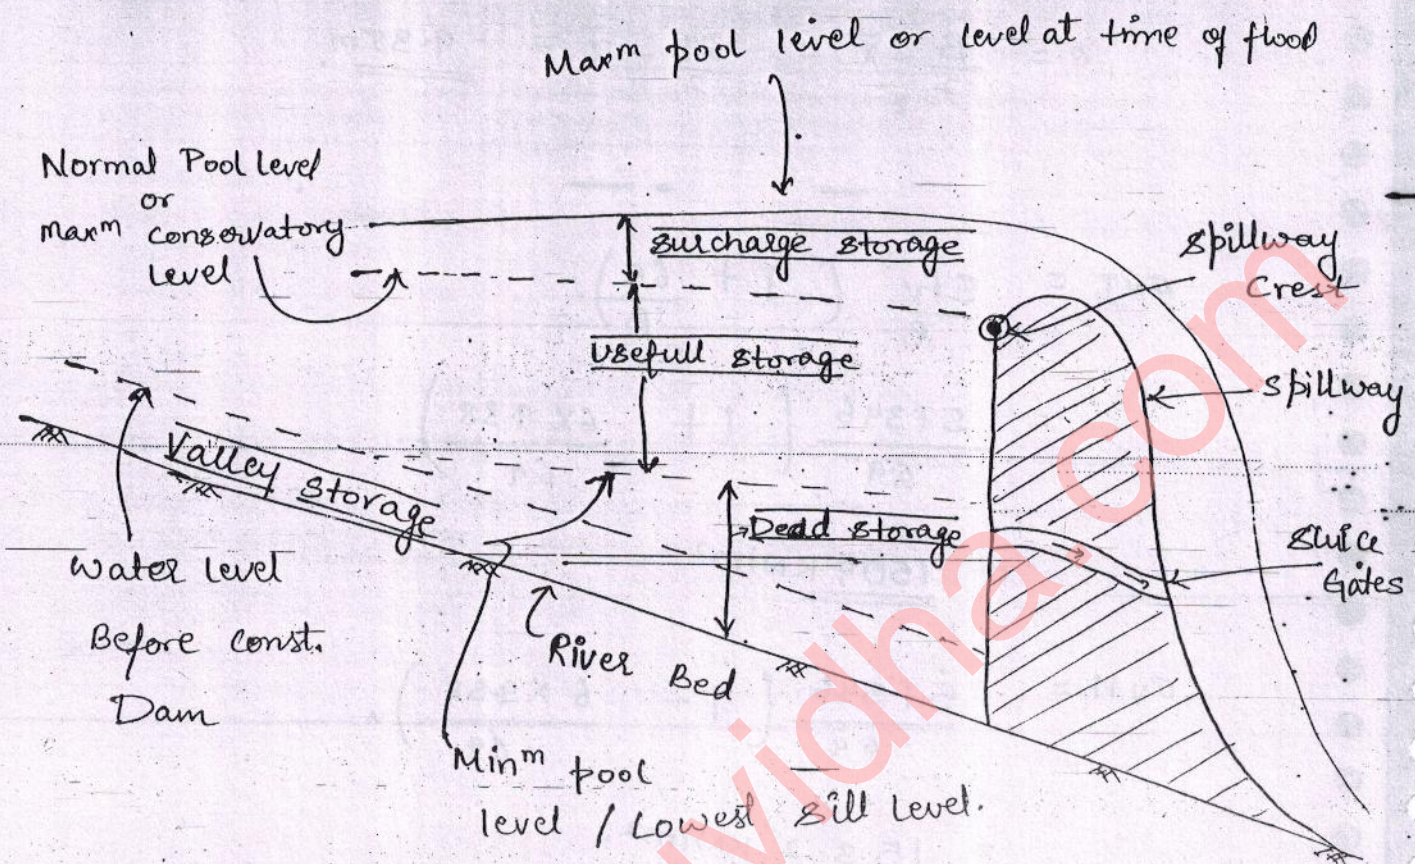 Maxm pool level or level at time of flood
Normal Pool level
or
maxm conservatory
level
surcharge storage
spillway
Crest
Usefull storage
spillway
Valley storage
Dead storage
sluice
Gates
water level
Before const.
Dam
River Bed
Minm pool
level / Lowest sill level.
vidha.com